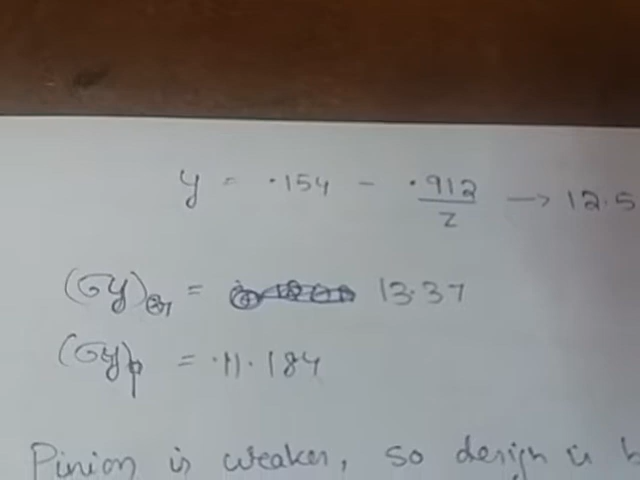 y = .154 - .912/z → 12.5
(σy)G = 13.37
(σy)p = .11.184
Pinion is weaker, so design is